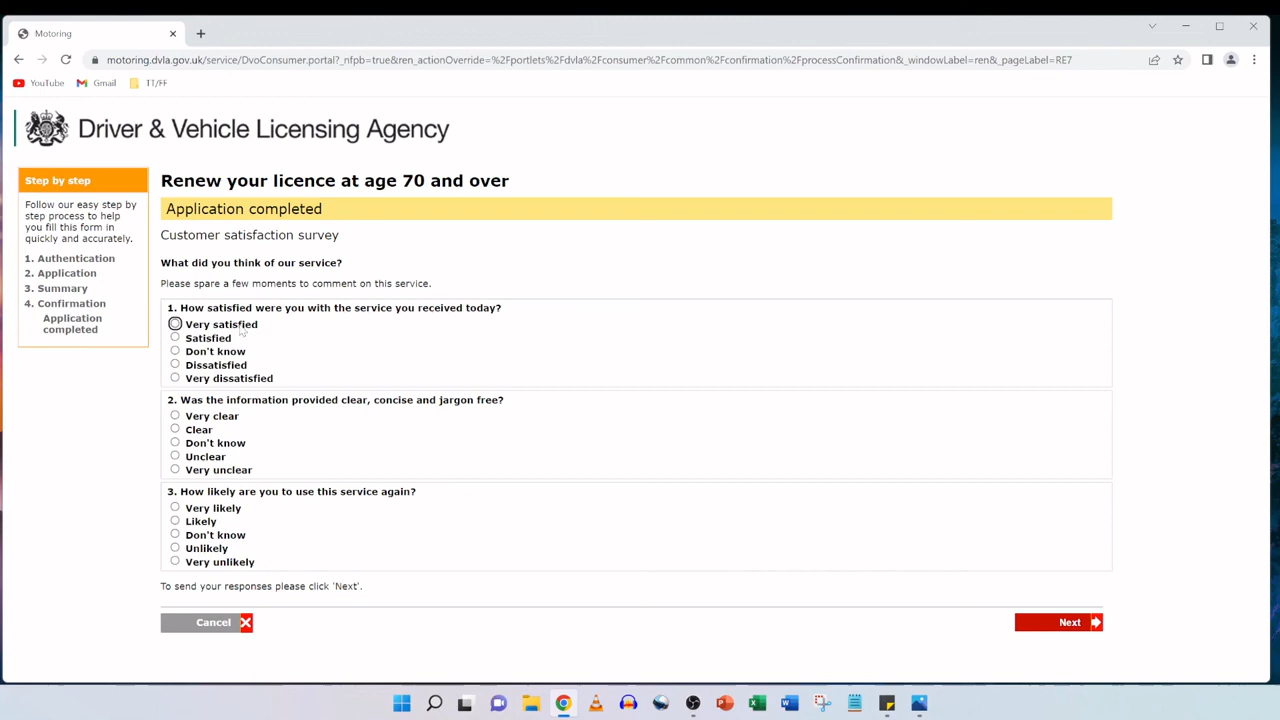 Motoring
motoring.dvla.gov.uk/service/DvoConsumer.portal?_nfpb=true&ren_actionOverride=%2Fportlets%2Fdvla%2Fconsumer%2Fcommon%2Fconfirmation%2FprocessConfirmation&_windowLabel=ren&_pageLabel=RE7
YouTube Gmail TT/FF
Driver & Vehicle Licensing Agency
Step by step
Follow our easy step by
step process to help
you fill this form in
quickly and accurately.
1. Authentication
2. Application
3. Summary
4. Confirmation
Application
completed
Renew your licence at age 70 and over
Application completed
Customer satisfaction survey
What did you think of our service?
Please spare a few moments to comment on this service.
1. How satisfied were you with the service you received today?
Very satisfied
Satisfied
Don't know
Dissatisfied
Very dissatisfied
2. Was the information provided clear, concise and jargon free?
Very clear
Clear
Don't know
Unclear
Very unclear
3. How likely are you to use this service again?
Very likely
Likely
Don't know
Unlikely
Very unlikely
To send your responses please click 'Next'.
Cancel
Next